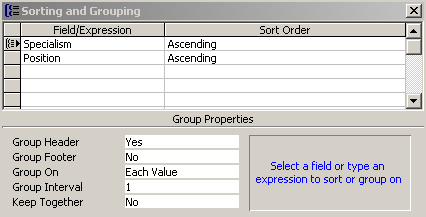 Sorting and Grouping
Field/Expression Sort Order
Specialism Ascending
Position Ascending
Group Properties
Group Header Yes
Group Footer No
Group On Each Value
Group Interval 1
Keep Together No
Select a field or type an
expression to sort or group on